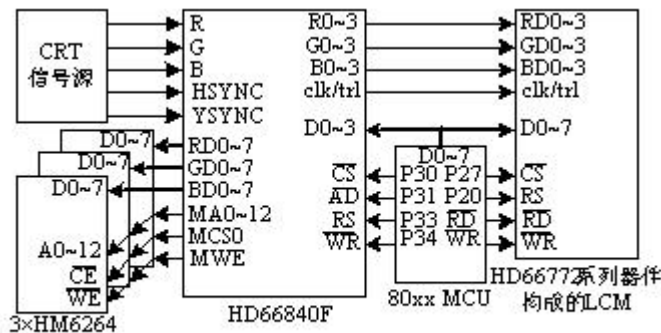 CRT
信号源
R
G
B
HSYNC
YSYNC
RD0~7
GD0~7
BD0~7
MA0~12
MCS0
MWE
R0~3
G0~3
B0~3
clk/trl
D0~3
CS
AD
RS
WR
HD66840F
D0~7
D0~7
D0~7
A0~12
CE
WE
3×HM6264
D0~7
P30 P27
P31 P20
P33 RD
P34 WR
80xx MCU
RD0~3
GD0~3
BD0~3
clk/trl
D0~7
CS
RS
RD
WR
HD66772系列器件
构成的LCM